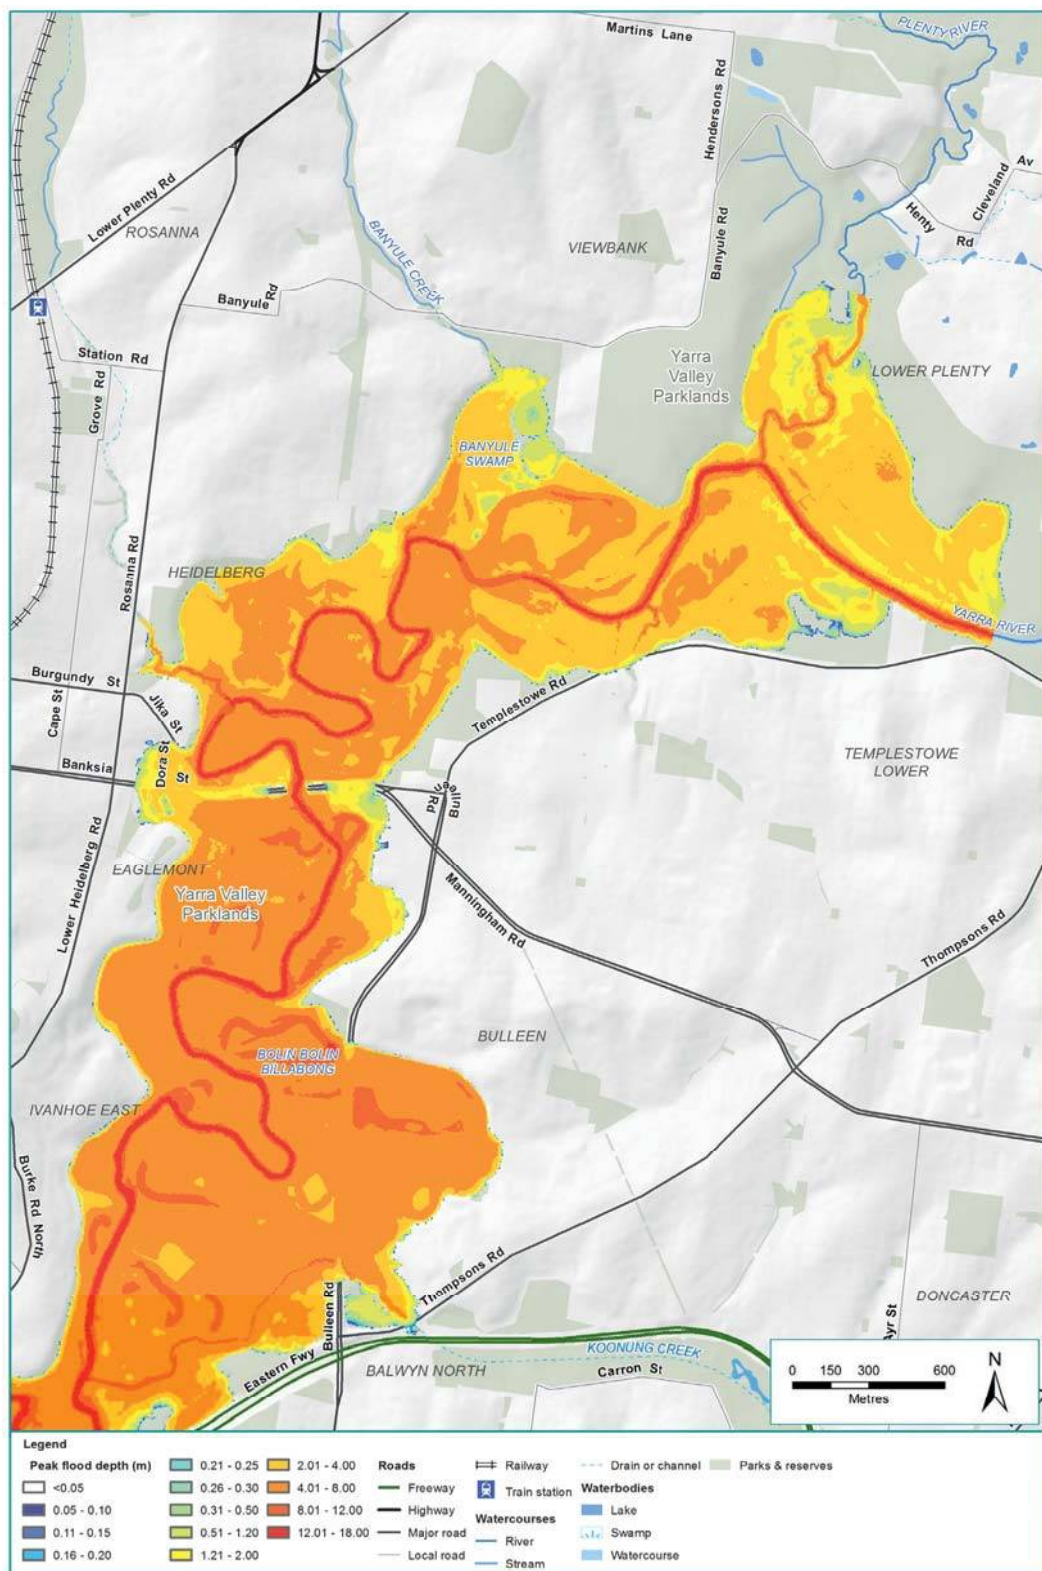 PLENTY RIVER
Martins Lane
Hendersons Rd
Cleveland Av
Lower Plenty Rd
ROSANNA
BANYULE CREEK
VIEWBANK
Banyule Rd
Henty Rd
Banyule Rd
Station Rd
Grove Rd
Yarra
Valley
Parklands
LOWER PLENTY
BANYULE
SWAMP
Rosanna Rd
HEIDELBERG
YARRA RIVER
Burgundy St
Cape St
Jika St
Templestowe Rd
Dora St
Banksia St
TEMPLESTOWE
LOWER
Bulleen Rd
Lower Heidelberg Rd
EAGLEMONT
Yarra Valley
Parklands
Manningham Rd
Thompsons Rd
BULLEEN
BOLIN BOLIN
BILLABONG
IVANHOE EAST
Burke Rd North
Thompsons Rd
Bulleen Rd
DONCASTER
Ayr St
Eastern Fwy
KOONUNG CREEK
BALWYN NORTH
Carron St
0 150 300 600
Metres
N
Legend
Peak flood depth (m)
<0.05
0.05 - 0.10
0.11 - 0.15
0.16 - 0.20
0.21 - 0.25
0.26 - 0.30
0.31 - 0.50
0.51 - 1.20
1.21 - 2.00
2.01 - 4.00
4.01 - 8.00
8.01 - 12.00
12.01 - 18.00
Roads
Freeway
Highway
Major road
Local road
Railway
Train station
Watercourses
River
Stream
Drain or channel
Waterbodies
Lake
Swamp
Watercourse
Parks & reserves